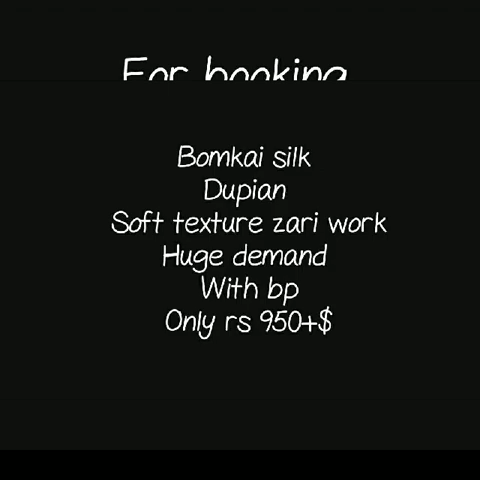 For booking
Bomkai silk
Dupian
Soft texture zari work
Huge demand
With bp
Only rs 950+$